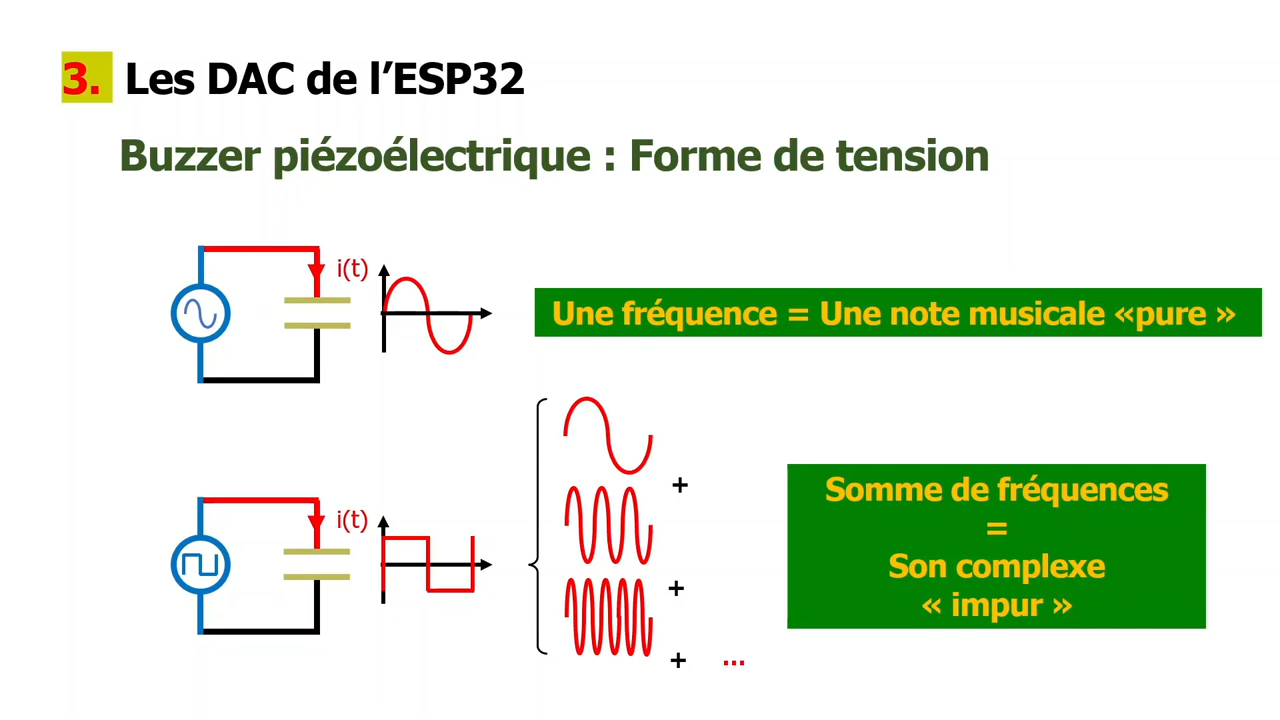 3. Les DAC de l’ESP32
Buzzer piézoélectrique : Forme de tension
i(t)
Une fréquence = Une note musicale «pure »
i(t)
+
+
+ ...
Somme de fréquences
=
Son complexe
« impur »